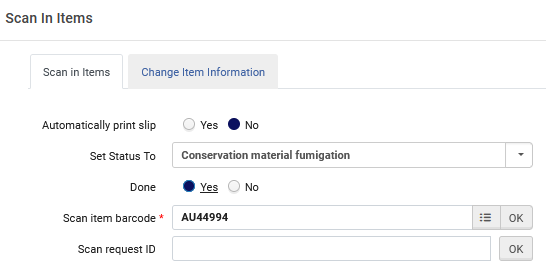 Scan In Items
Scan in Items Change Item Information
Automatically print slip Yes No
Set Status To Conservation material fumigation
Done Yes No
Scan item barcode * AU44994 OK
Scan request ID OK